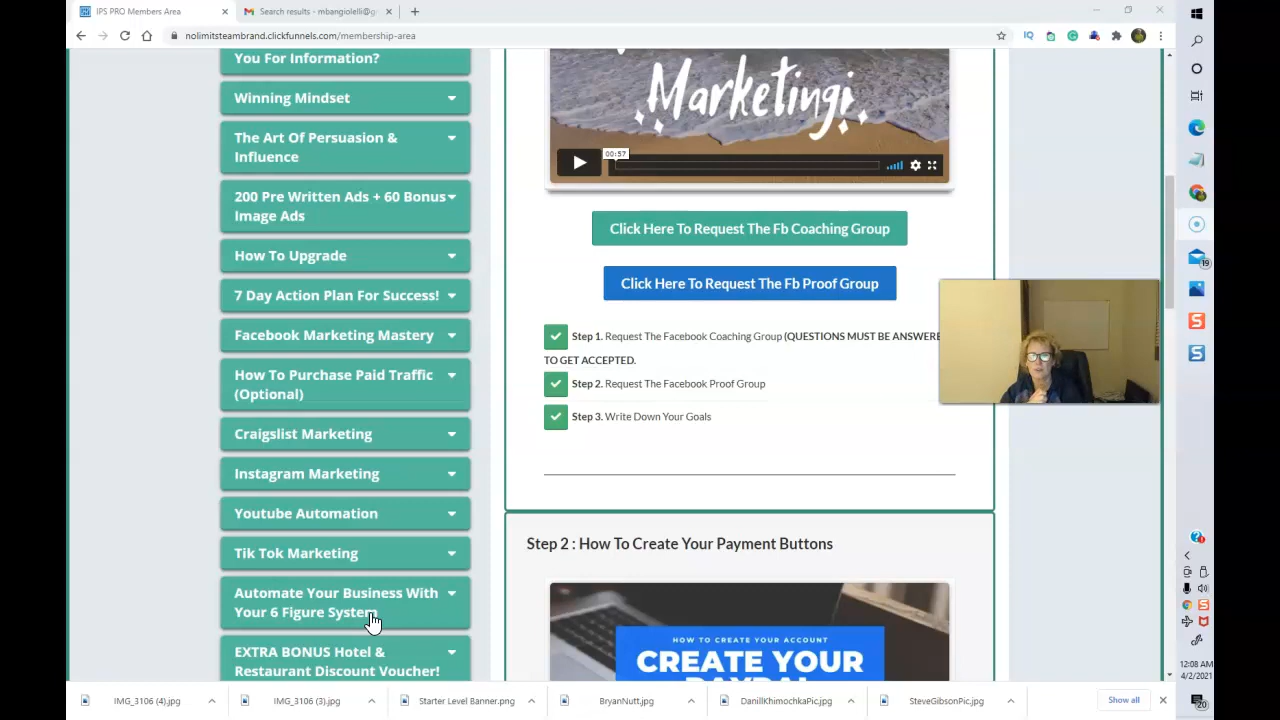 IPS PRO Members Area
Search results - mbangiolelli@g
nolimitsteambrand.clickfunnels.com/membership-area
You For Information?
Winning Mindset
The Art Of Persuasion &
Influence
200 Pre Written Ads + 60 Bonus
Image Ads
How To Upgrade
7 Day Action Plan For Success!
Facebook Marketing Mastery
How To Purchase Paid Traffic
(Optional)
Craigslist Marketing
Instagram Marketing
Youtube Automation
Tik Tok Marketing
Automate Your Business With
Your 6 Figure System
EXTRA BONUS Hotel &
Restaurant Discount Voucher!
Marketing
00:57
Click Here To Request The Fb Coaching Group
Click Here To Request The Fb Proof Group
Step 1. Request The Facebook Coaching Group (QUESTIONS MUST BE ANSWERE
TO GET ACCEPTED.
Step 2. Request The Facebook Proof Group
Step 3. Write Down Your Goals
Step 2 : How To Create Your Payment Buttons
HOW TO CREATE YOUR ACCOUNT
CREATE YOUR
PAYPAL
19
12:08 AM
4/2/2021
20
IMG_3106 (4).jpg
IMG_3106 (3).jpg
Starter Level Banner.png
BryanNutt.jpg
DanillKhimochkaPic.jpg
SteveGibsonPic.jpg
Show all